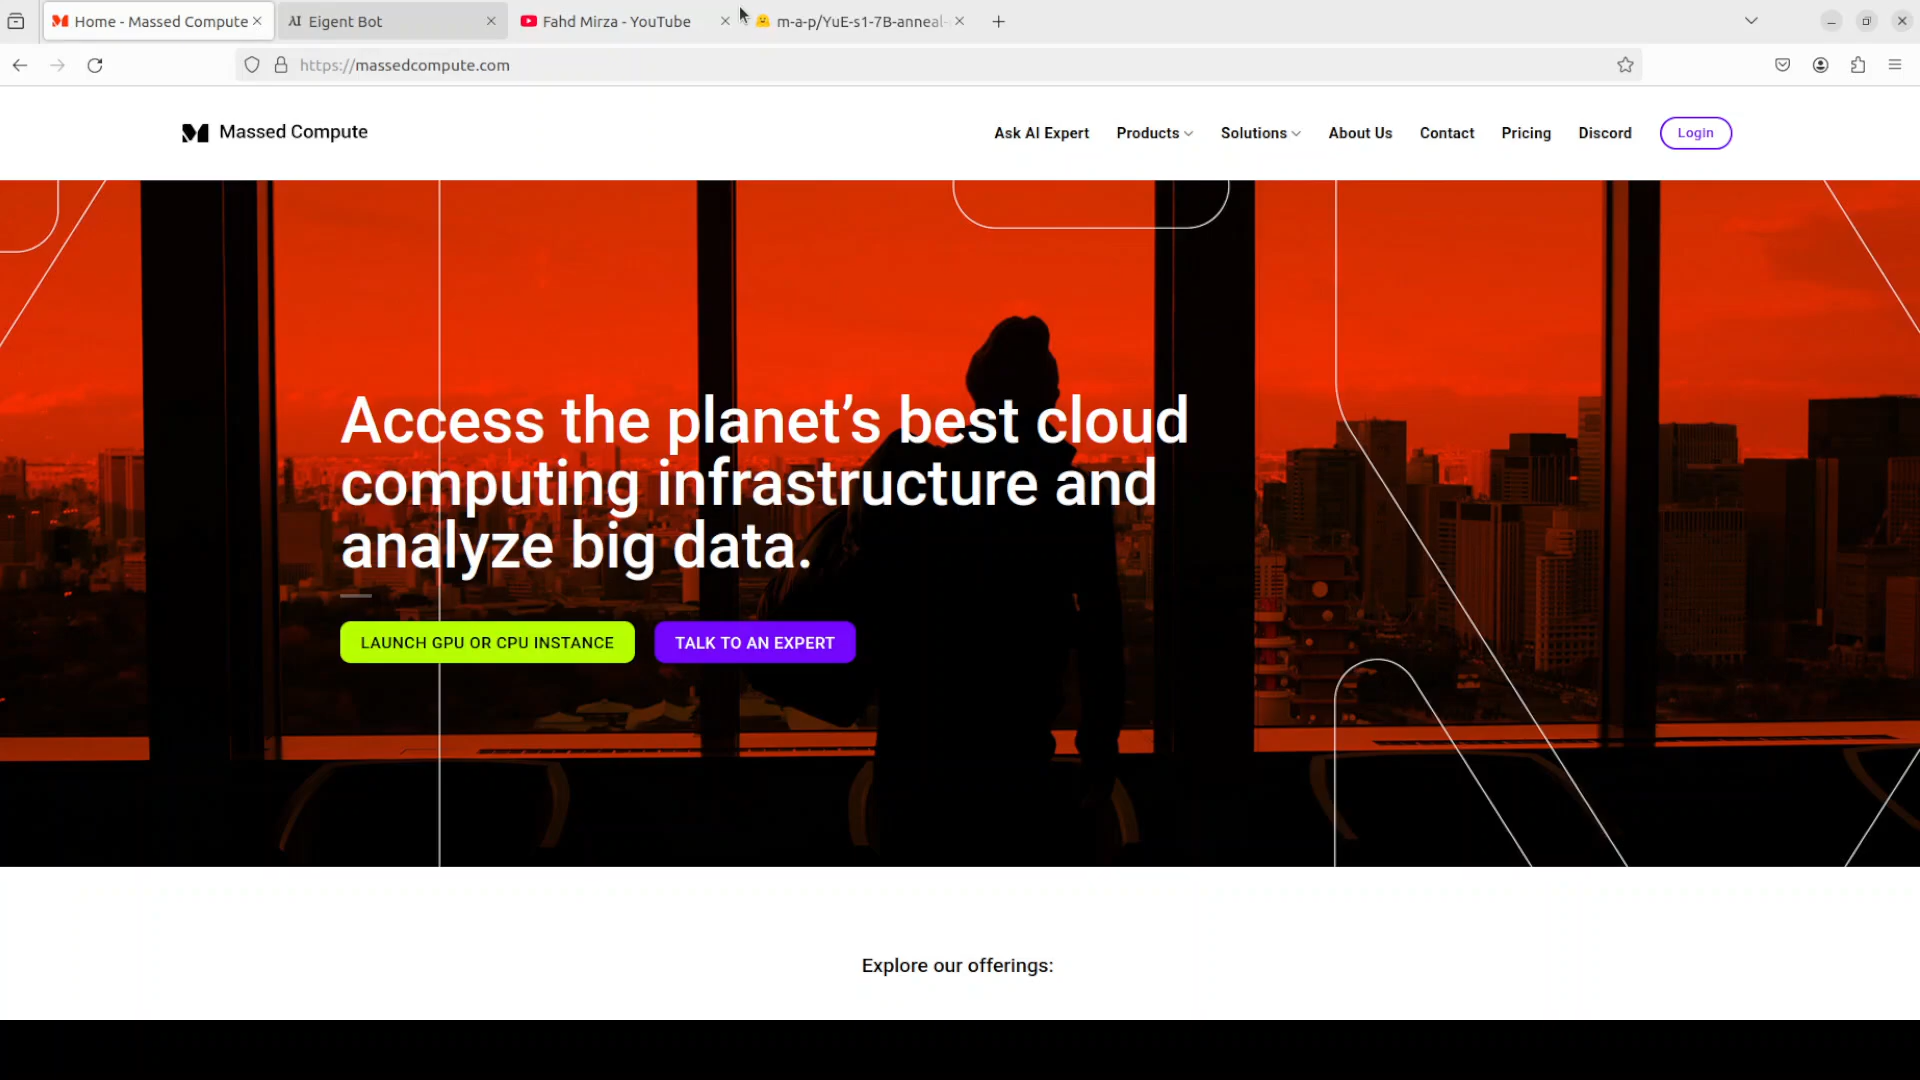 Home - Massed Compute
Eigent Bot
Fahd Mirza - YouTube
m-a-p/YuE-s1-7B-anneal-
https://massedcompute.com
Massed Compute
Ask AI Expert
Products
Solutions
About Us
Contact
Pricing
Discord
Login
Access the planet’s best cloud
computing infrastructure and
analyze big data.
LAUNCH GPU OR CPU INSTANCE
TALK TO AN EXPERT
Explore our offerings: